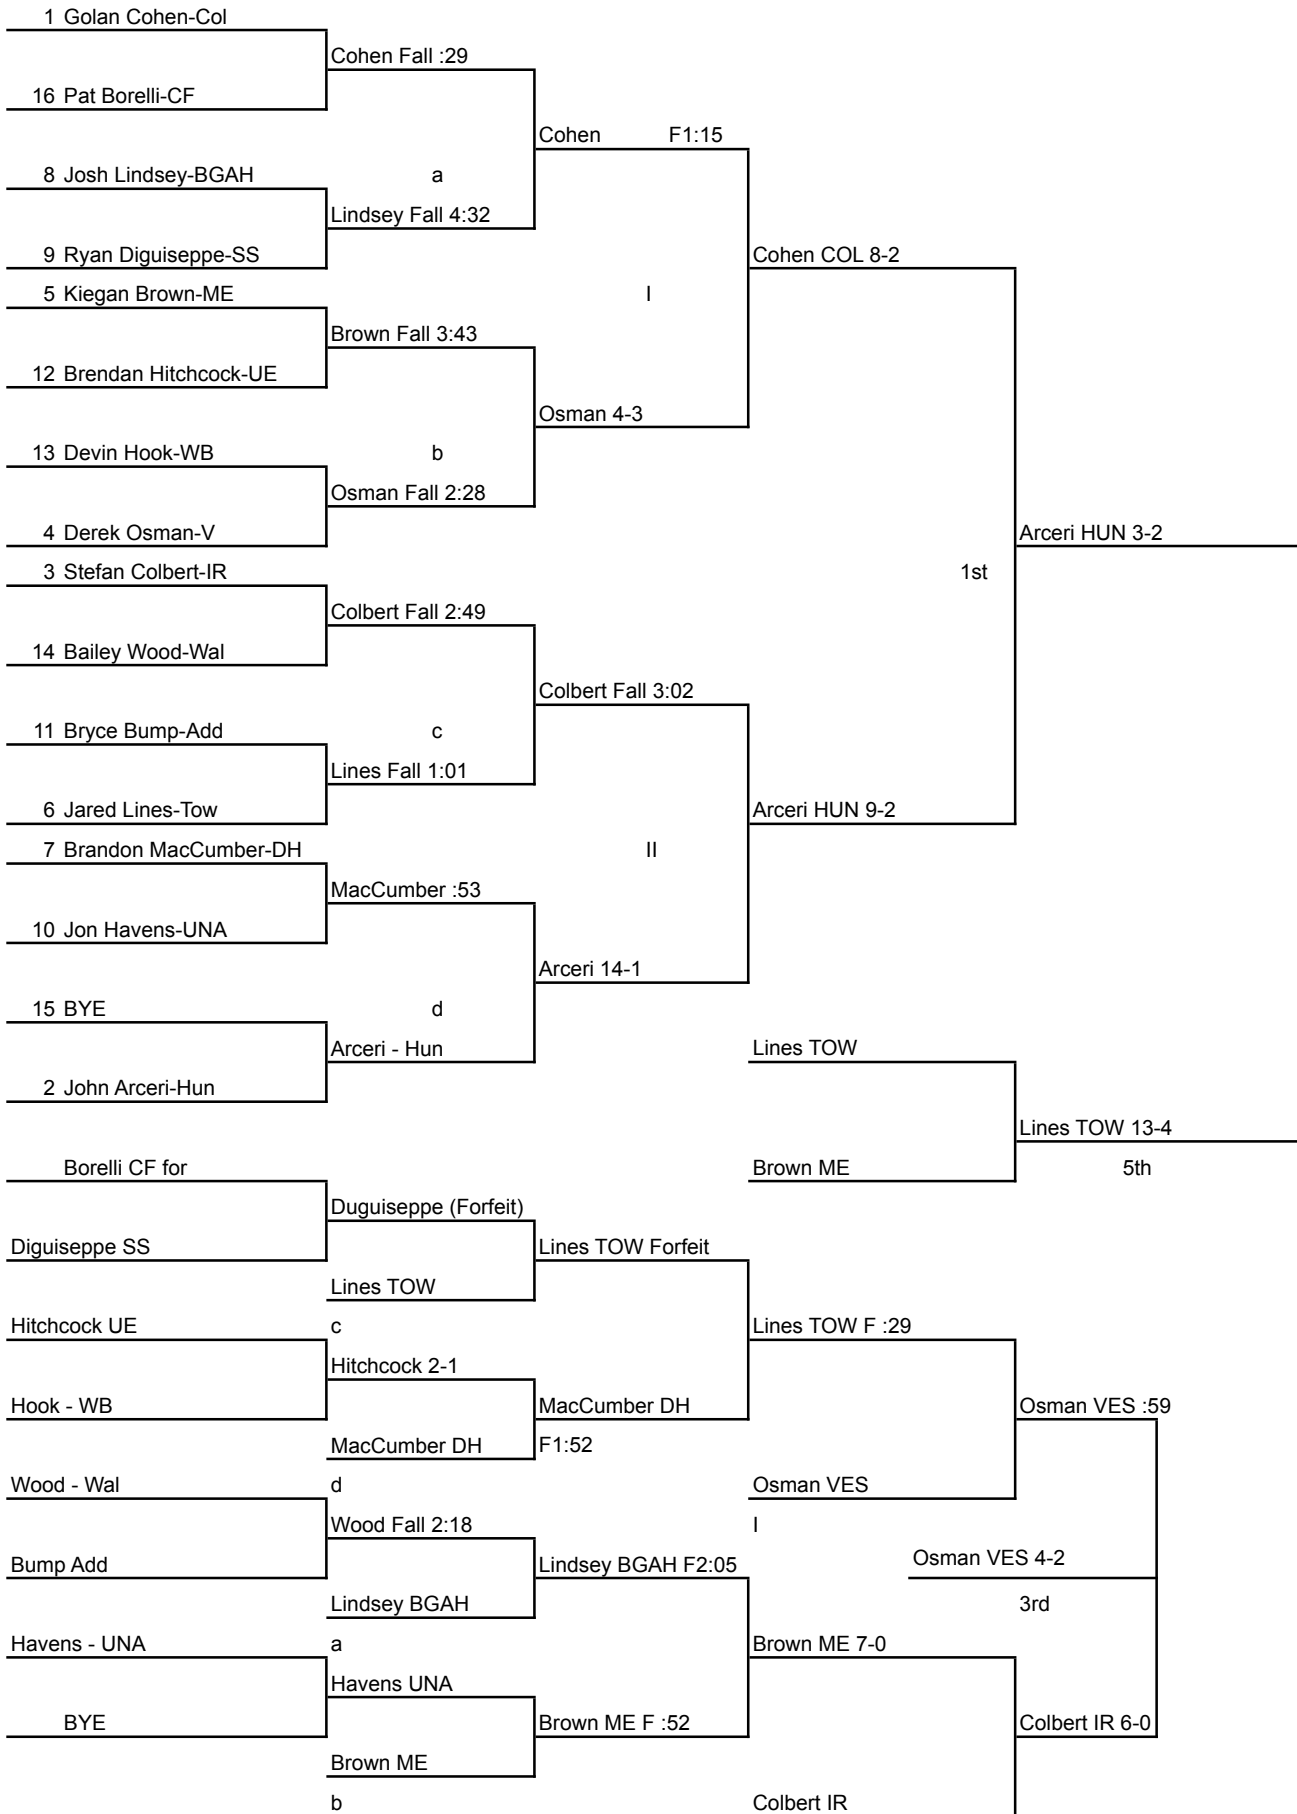 1 Golan Cohen-Col
Cohen Fall :29
16 Pat Borelli-CF
Cohen F1:15
8 Josh Lindsey-BGAH a
Lindsey Fall 4:32
9 Ryan Diguiseppe-SS Cohen COL 8-2
5 Kiegan Brown-ME I
Brown Fall 3:43
12 Brendan Hitchcock-UE
Osman 4-3
13 Devin Hook-WB b
Osman Fall 2:28
4 Derek Osman-V Arceri HUN 3-2
3 Stefan Colbert-IR 1st
Colbert Fall 2:49
14 Bailey Wood-Wal
Colbert Fall 3:02
11 Bryce Bump-Add c
Lines Fall 1:01
6 Jared Lines-Tow Arceri HUN 9-2
7 Brandon MacCumber-DH II
MacCumber :53
10 Jon Havens-UNA
Arceri 14-1
15 BYE d
Arceri - Hun Lines TOW
2 John Arceri-Hun
Lines TOW 13-4
Borelli CF for Brown ME 5th
Duguiseppe (Forfeit)
Diguiseppe SS Lines TOW Forfeit
Lines TOW
Hitchcock UE c Lines TOW F :29
Hitchcock 2-1
Hook - WB MacCumber DH Osman VES :59
MacCumber DH F1:52
Wood - Wal d Osman VES
Wood Fall 2:18 I
Bump Add Lindsey BGAH F2:05 Osman VES 4-2
Lindsey BGAH 3rd
Havens - UNA a Brown ME 7-0
Havens UNA
BYE Brown ME F :52 Colbert IR 6-0
Brown ME
b Colbert IR